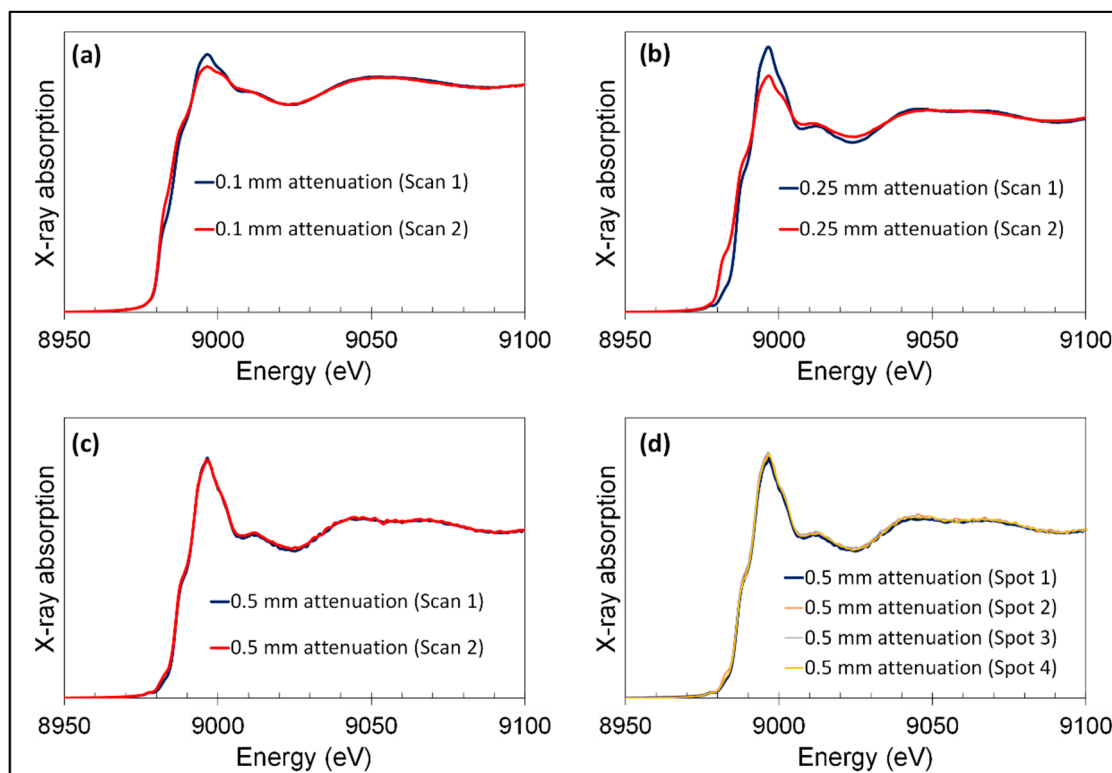 (a)
X-ray absorption
0.1 mm attenuation (Scan 1)
0.1 mm attenuation (Scan 2)
8950 9000 9050 9100
Energy (eV)
(b)
X-ray absorption
0.25 mm attenuation (Scan 1)
0.25 mm attenuation (Scan 2)
8950 9000 9050 9100
Energy (eV)
(c)
X-ray absorption
0.5 mm attenuation (Scan 1)
0.5 mm attenuation (Scan 2)
8950 9000 9050 9100
Energy (eV)
(d)
X-ray absorption
0.5 mm attenuation (Spot 1)
0.5 mm attenuation (Spot 2)
0.5 mm attenuation (Spot 3)
0.5 mm attenuation (Spot 4)
8950 9000 9050 9100
Energy (eV)